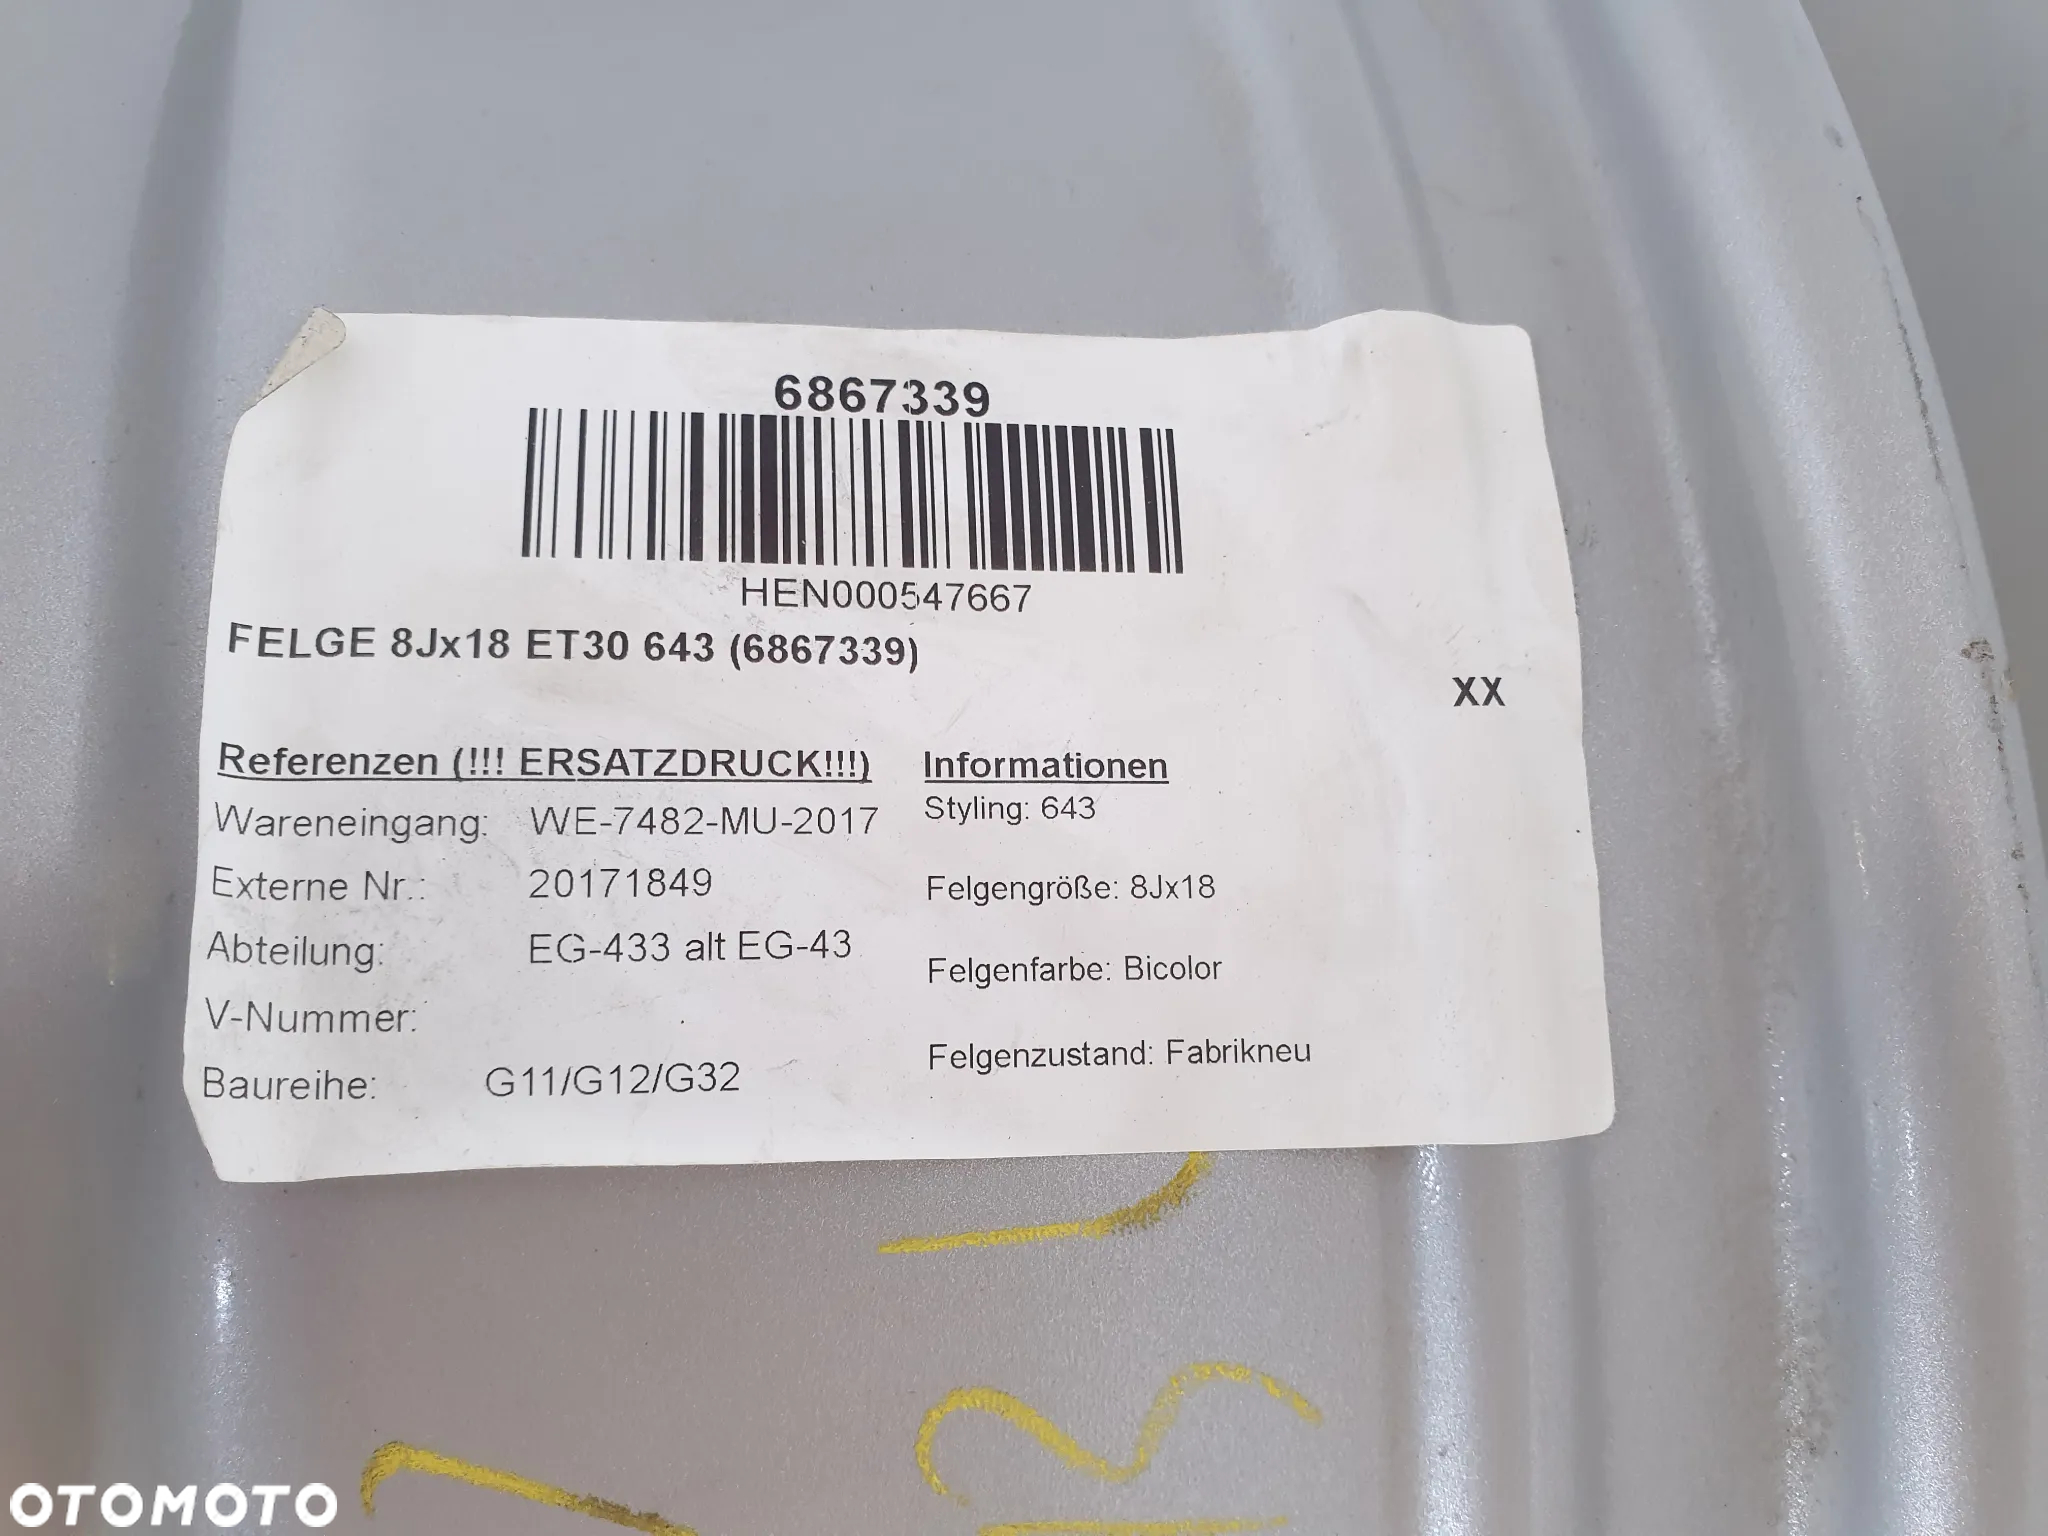 6867339
HEN000547667
FELGE 8Jx18 ET30 643 (6867339)
XX
Referenzen (!!! ERSATZDRUCK!!!)
Wareneingang: WE-7482-MU-2017
Externe Nr.: 20171849
Abteilung: EG-433 alt EG-43
V-Nummer:
Baureihe: G11/G12/G32
Informationen
Styling: 643
Felgengröße: 8Jx18
Felgenfarbe: Bicolor
Felgenzustand: Fabrikneu
OTOMOTO